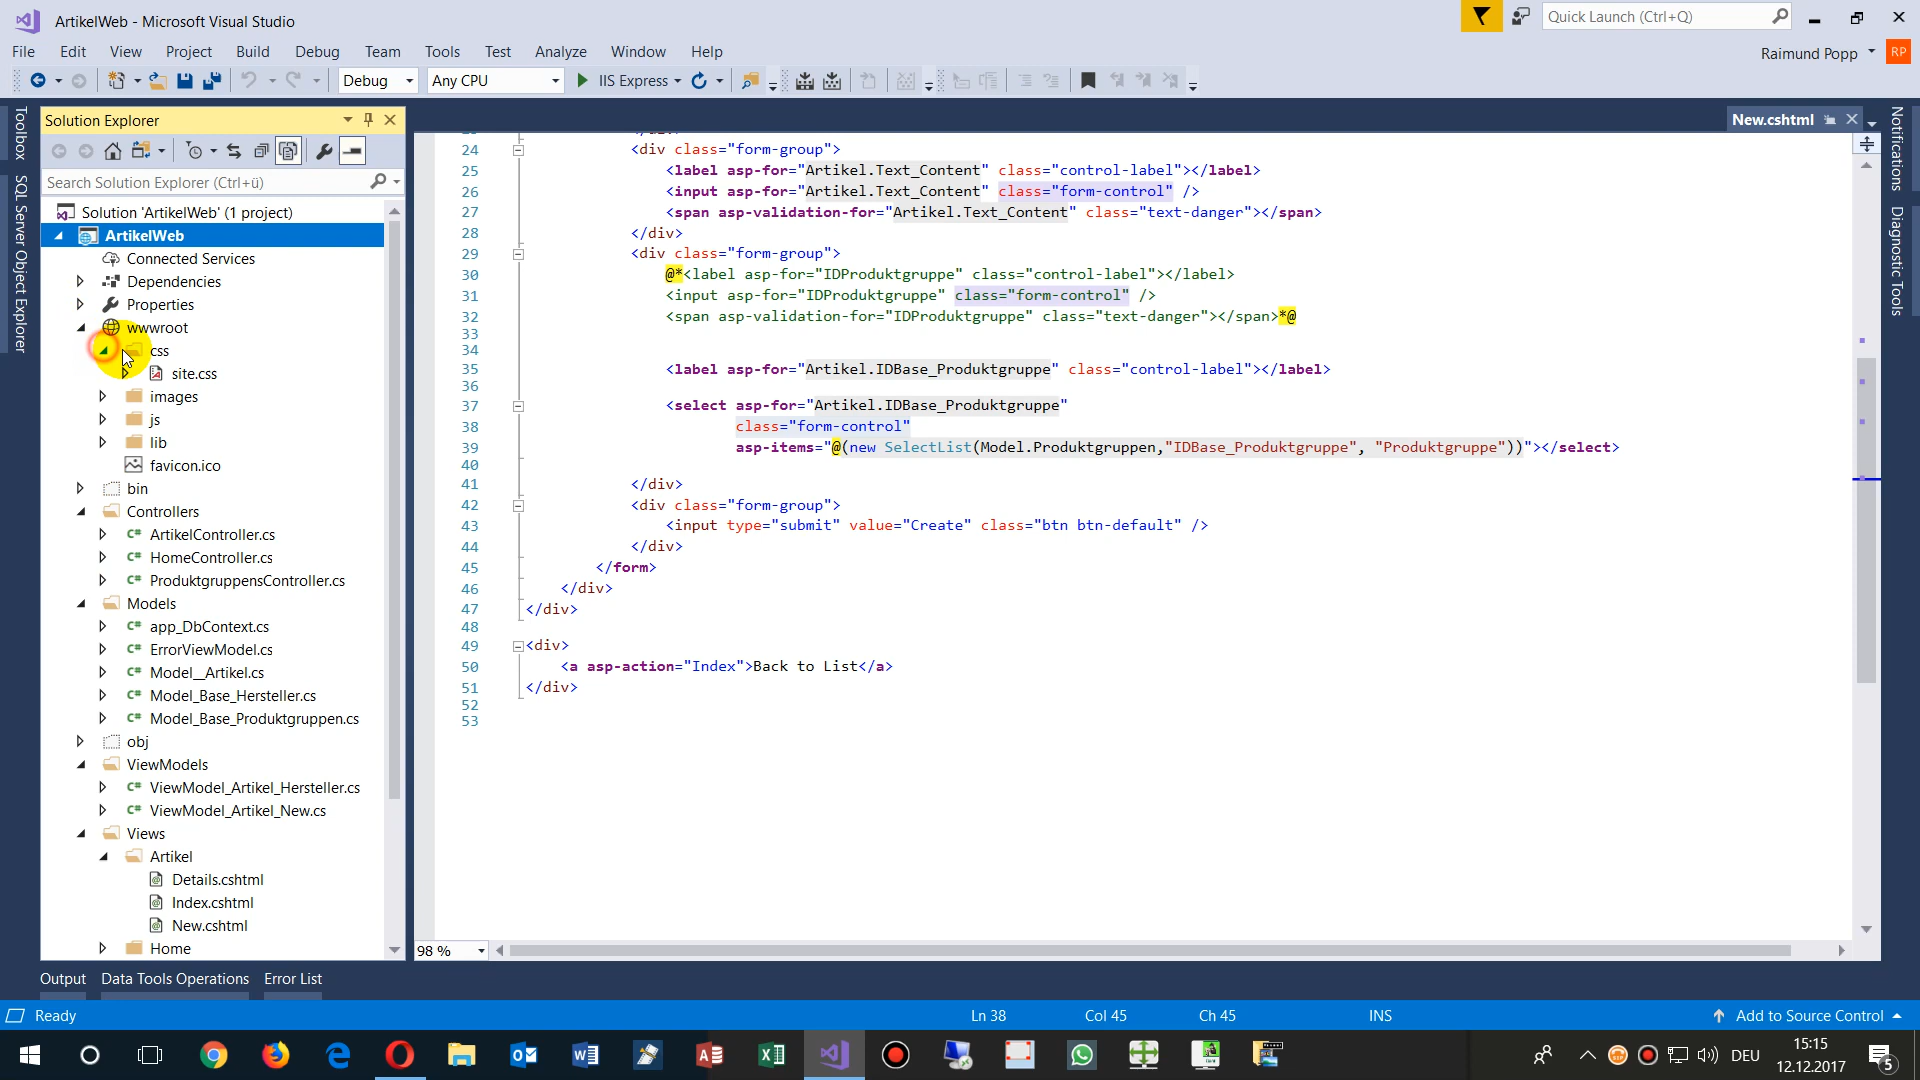 ArtikelWeb - Microsoft Visual Studio
Quick Launch (Ctrl+Q)
File Edit View Project Build Debug Team Tools Test Analyze Window Help
Raimund Popp RP
Debug Any CPU IIS Express
Toolbox
SQL Server Object Explorer
Solution Explorer
Search Solution Explorer (Ctrl+ü)
Solution 'ArtikelWeb' (1 project)
ArtikelWeb
Connected Services
Dependencies
Properties
wwwroot
css
site.css
images
js
lib
favicon.ico
bin
Controllers
C# ArtikelController.cs
C# HomeController.cs
C# ProduktgruppensController.cs
Models
C# app_DbContext.cs
C# ErrorViewModel.cs
C# Model__Artikel.cs
C# Model_Base_Hersteller.cs
C# Model_Base_Produktgruppen.cs
obj
ViewModels
C# ViewModel_Artikel_Hersteller.cs
C# ViewModel_Artikel_New.cs
Views
Artikel
Details.cshtml
Index.cshtml
New.cshtml
Home
New.cshtml
24 <div class="form-group">
25 <label asp-for="Artikel.Text_Content" class="control-label"></label>
26 <input asp-for="Artikel.Text_Content" class="form-control" />
27 <span asp-validation-for="Artikel.Text_Content" class="text-danger"></span>
28 </div>
29 <div class="form-group">
30 @*<label asp-for="IDProduktgruppe" class="control-label"></label>
31 <input asp-for="IDProduktgruppe" class="form-control" />
32 <span asp-validation-for="IDProduktgruppe" class="text-danger"></span>*@
33
34
35 <label asp-for="Artikel.IDBase_Produktgruppe" class="control-label"></label>
36
37 <select asp-for="Artikel.IDBase_Produktgruppe"
38 class="form-control"
39 asp-items="@(new SelectList(Model.Produktgruppen,"IDBase_Produktgruppe", "Produktgruppe"))"></select>
40
41 </div>
42 <div class="form-group">
43 <input type="submit" value="Create" class="btn btn-default" />
44 </div>
45 </form>
46 </div>
47 </div>
48
49 <div>
50 <a asp-action="Index">Back to List</a>
51 </div>
52
53
98 %
Notifications
Diagnostic Tools
Output Data Tools Operations Error List
Ready Ln 38 Col 45 Ch 45 INS Add to Source Control
DEU
15:15
12.12.2017
5